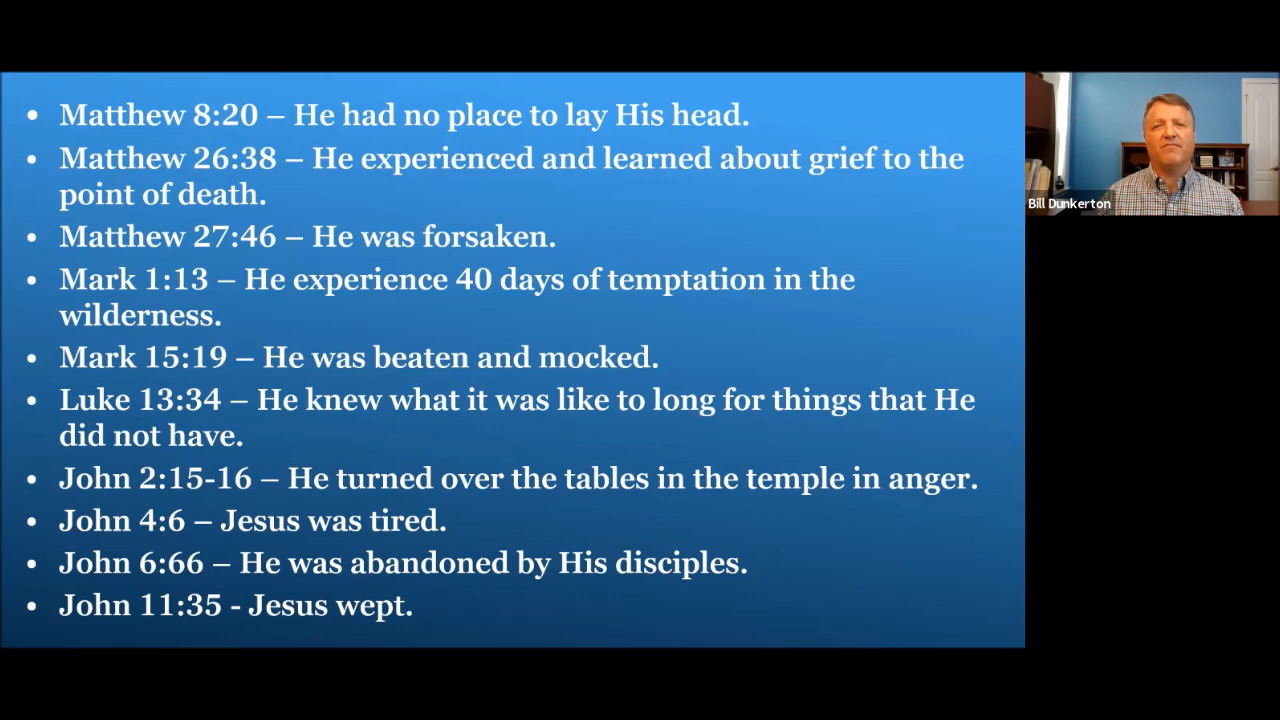 • Matthew 8:20 – He had no place to lay His head.
• Matthew 26:38 – He experienced and learned about grief to the
point of death.
• Matthew 27:46 – He was forsaken.
• Mark 1:13 – He experience 40 days of temptation in the
wilderness.
• Mark 15:19 – He was beaten and mocked.
• Luke 13:34 – He knew what it was like to long for things that He
did not have.
• John 2:15-16 – He turned over the tables in the temple in anger.
• John 4:6 – Jesus was tired.
• John 6:66 – He was abandoned by His disciples.
• John 11:35 - Jesus wept.
Bill Dunkerton